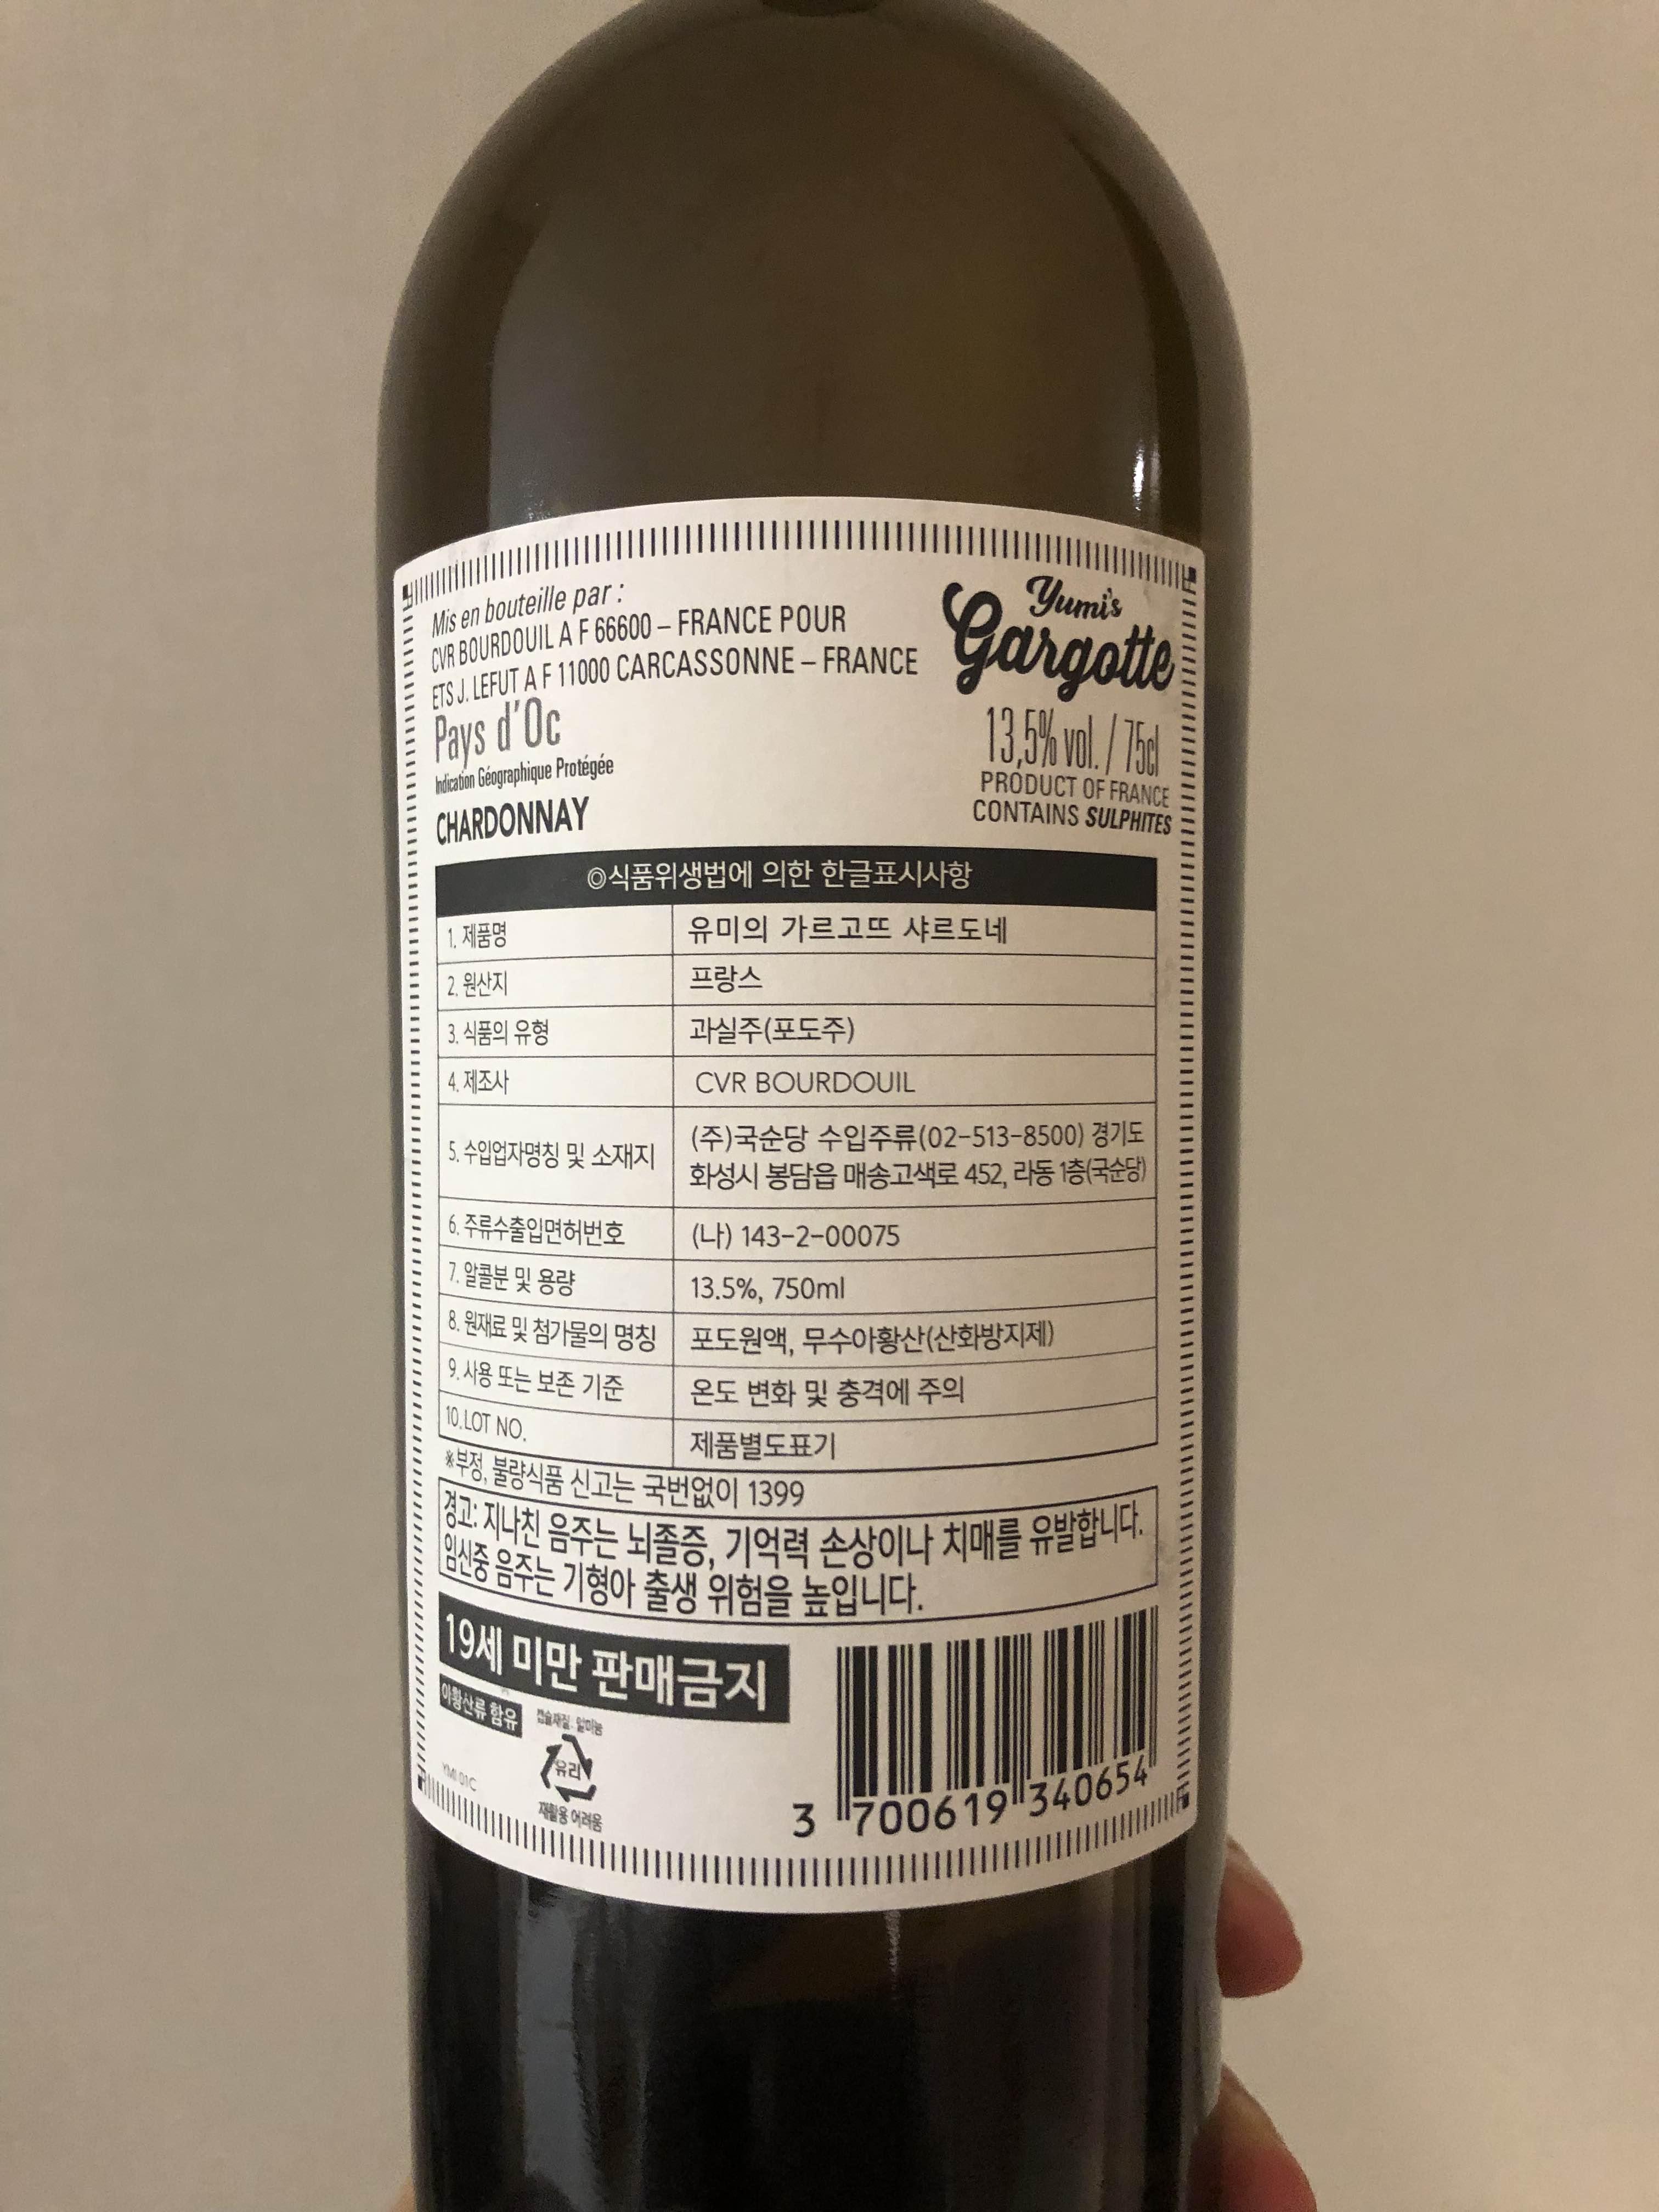 Mis en bouteille par :
CVR BOURDOUIL A F 66600 – FRANCE POUR
ETS J. LEFUT A F 11000 CARCASSONNE – FRANCE
Pays d'Oc
Indication Géographique Protégée
CHARDONNAY
Yumi's
Gargotte
13,5% vol. / 75cl
PRODUCT OF FRANCE
CONTAINS SULPHITES
◎식품위생법에 의한 한글표시사항
1. 제품명 유미의 가르고뜨 샤르도네
2. 원산지 프랑스
3. 식품의 유형 과실주(포도주)
4. 제조사 CVR BOURDOUIL
5. 수입업자명칭 및 소재지 (주)국순당 수입주류(02-513-8500) 경기도
화성시 봉담읍 매송고색로 452, 라동 1층(국순당)
6. 주류수출입면허번호 (나) 143-2-00075
7. 알콜분 및 용량 13.5%, 750ml
8. 원재료 및 첨가물의 명칭 포도원액, 무수아황산(산화방지제)
9. 사용 또는 보존 기준 온도 변화 및 충격에 주의
10. LOT NO. 제품별도표기
※부정, 불량식품 신고는 국번없이 1399
경고: 지나친 음주는 뇌졸증, 기억력 손상이나 치매를 유발합니다.
임신중 음주는 기형아 출생 위험을 높입니다.
19세 미만 판매금지
아황산류 함유
캡슐재질: 알미늄
유리
재활용 어려움
YMI 01C
3 700619 340654